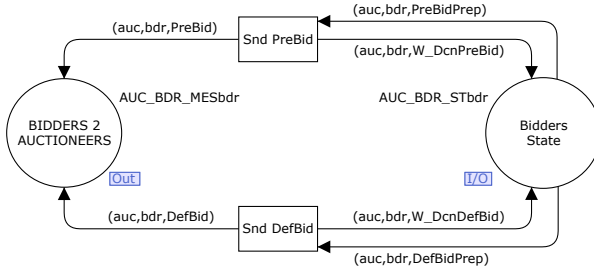 (auc,bdr,PreBidPrep)
(auc,bdr,PreBid)
Snd PreBid
(auc,bdr,W_DcnPreBid)
AUC_BDR_MESbdr
AUC_BDR_STbdr
BIDDERS 2
AUCTIONEERS
Bidders
State
Out
I/O
(auc,bdr,DefBid)
Snd DefBid
(auc,bdr,W_DcnDefBid)
(auc,bdr,DefBidPrep)